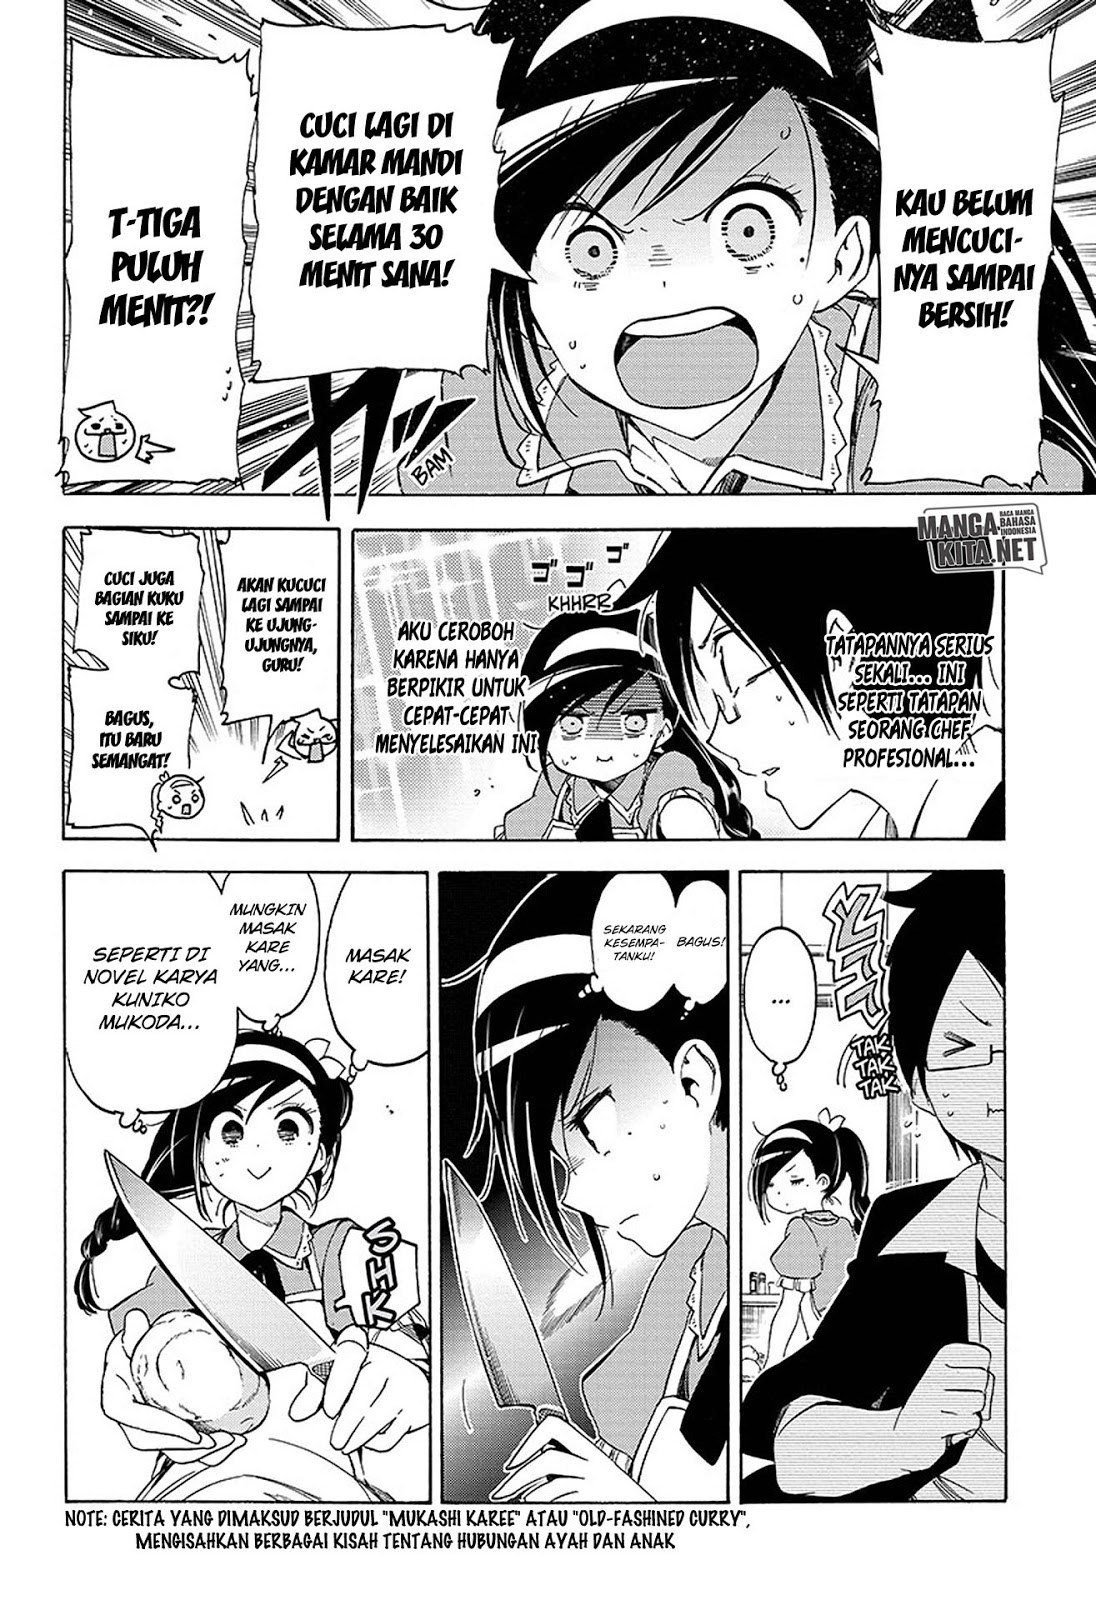 KAU BELUM
MENCUCI-
NYA SAMPAI
BERSIH!
CUCI LAGI DI
KAMAR MANDI
DENGAN BAIK
SELAMA 30
MENIT SANA!
T-TIGA
PULUH
MENIT?!
BAM
MANGA
KITA.NET
BACA MANGA
BAHASA
INDONESIA
TATAPANNYA SERIUS
SEKALI... INI
SEPERTI TATAPAN
SEORANG CHEF
PROFESIONAL...
ゴゴゴ
KHHRR
AKU CEROBOH
KARENA HANYA
BERPIKIR UNTUK
CEPAT-CEPAT
MENYELESAIKAN INI
AKAN KUCUCI
LAGI SAMPAI
KE UJUNG-
UJUNGNYA,
GURU!
CUCI JUGA
BAGIAN KUKU
SAMPAI KE
SIKU!
BAGUS,
ITU BARU
SEMANGAT!
...
TAK
TAK
TAK
BAGUS!
SEKARANG
KESEMPA-
TANKU!
MASAK
KARE!
MUNGKIN
MASAK
KARE
YANG...
SEPERTI DI
NOVEL KARYA
KUNIKO
MUKODA...
SHK
NOTE: CERITA YANG DIMAKSUD BERJUDUL "MUKASHI KAREE" ATAU "OLD-FASHINED CURRY",
MENGISAHKAN BERBAGAI KISAH TENTANG HUBUNGAN AYAH DAN ANAK